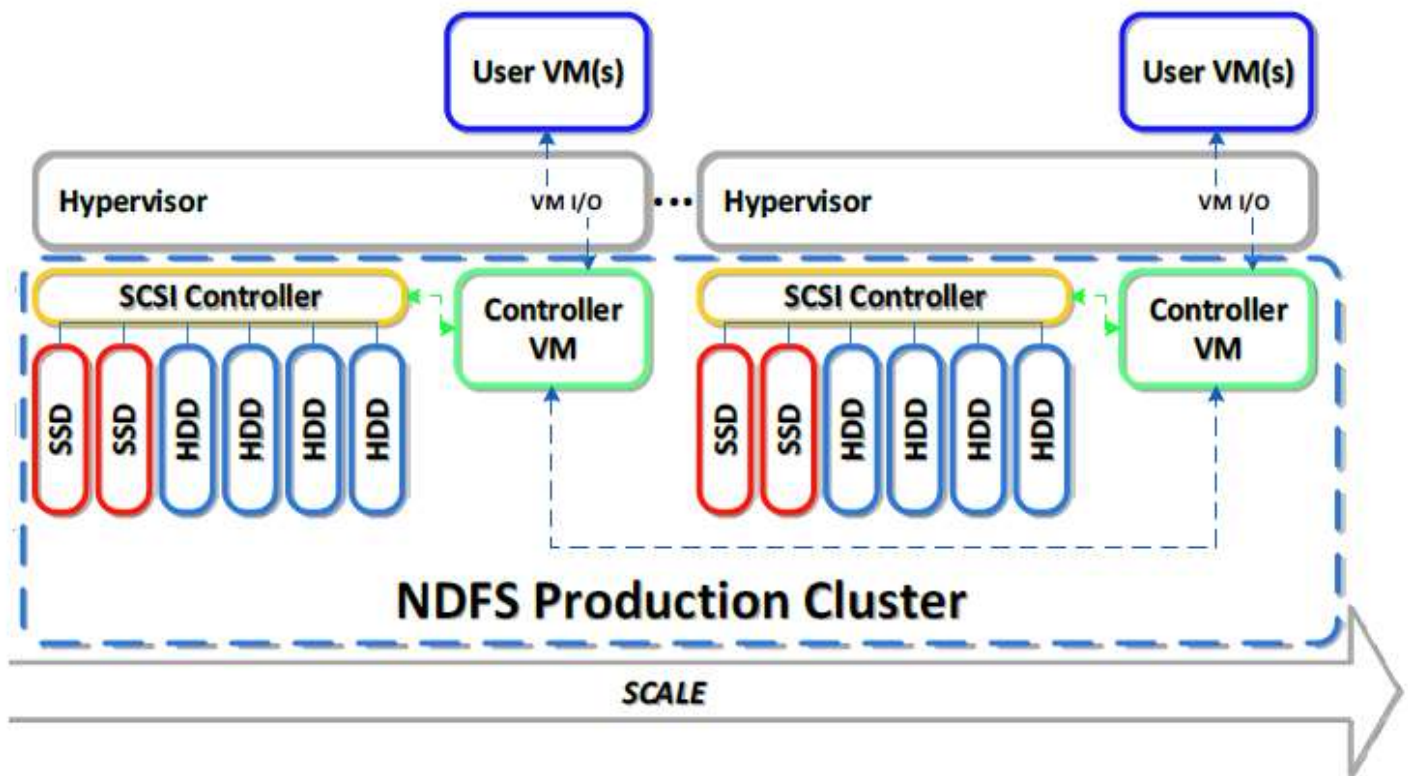 User VM(s)
User VM(s)
Hypervisor
VM I/O
...
Hypervisor
VM I/O
SCSI Controller
Controller
VM
SCSI Controller
Controller
VM
SSD
SSD
HDD
HDD
HDD
HDD
SSD
SSD
HDD
HDD
HDD
HDD
NDFS Production Cluster
SCALE